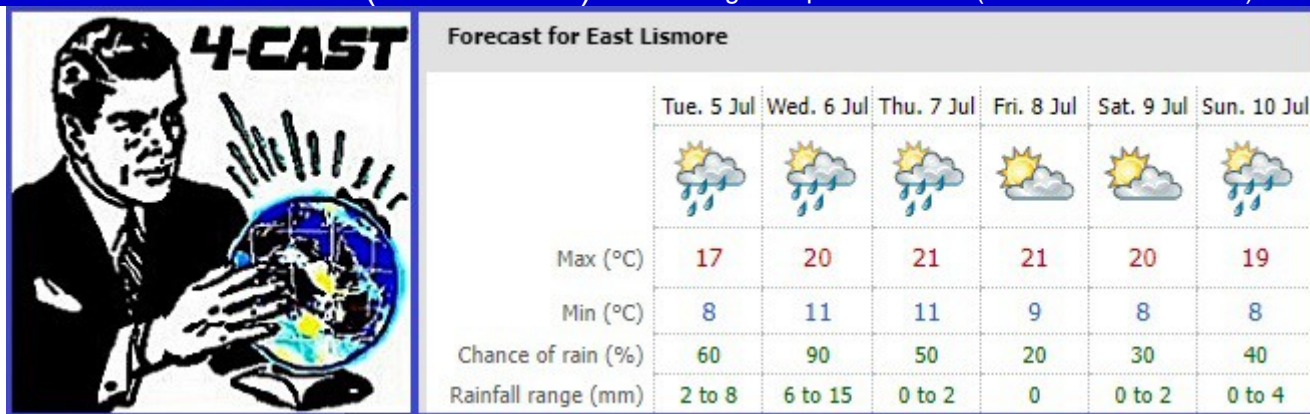 4-CAST
Forecast for East Lismore
Tue. 5 Jul Wed. 6 Jul Thu. 7 Jul Fri. 8 Jul Sat. 9 Jul Sun. 10 Jul
Max (°C) 17 20 21 21 20 19
Min (°C) 8 11 11 9 8 8
Chance of rain (%) 60 90 50 20 30 40
Rainfall range (mm) 2 to 8 6 to 15 0 to 2 0 0 to 2 0 to 4